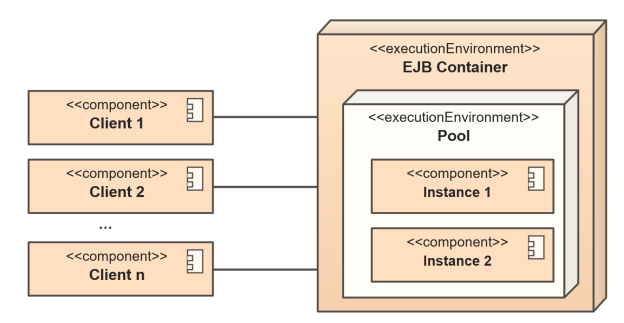 <<executionEnvironment>>
EJB Container
<<executionEnvironment>>
Pool
<<component>>
Client 1
<<component>>
Client 2
...
<<component>>
Client n
<<component>>
Instance 1
<<component>>
Instance 2